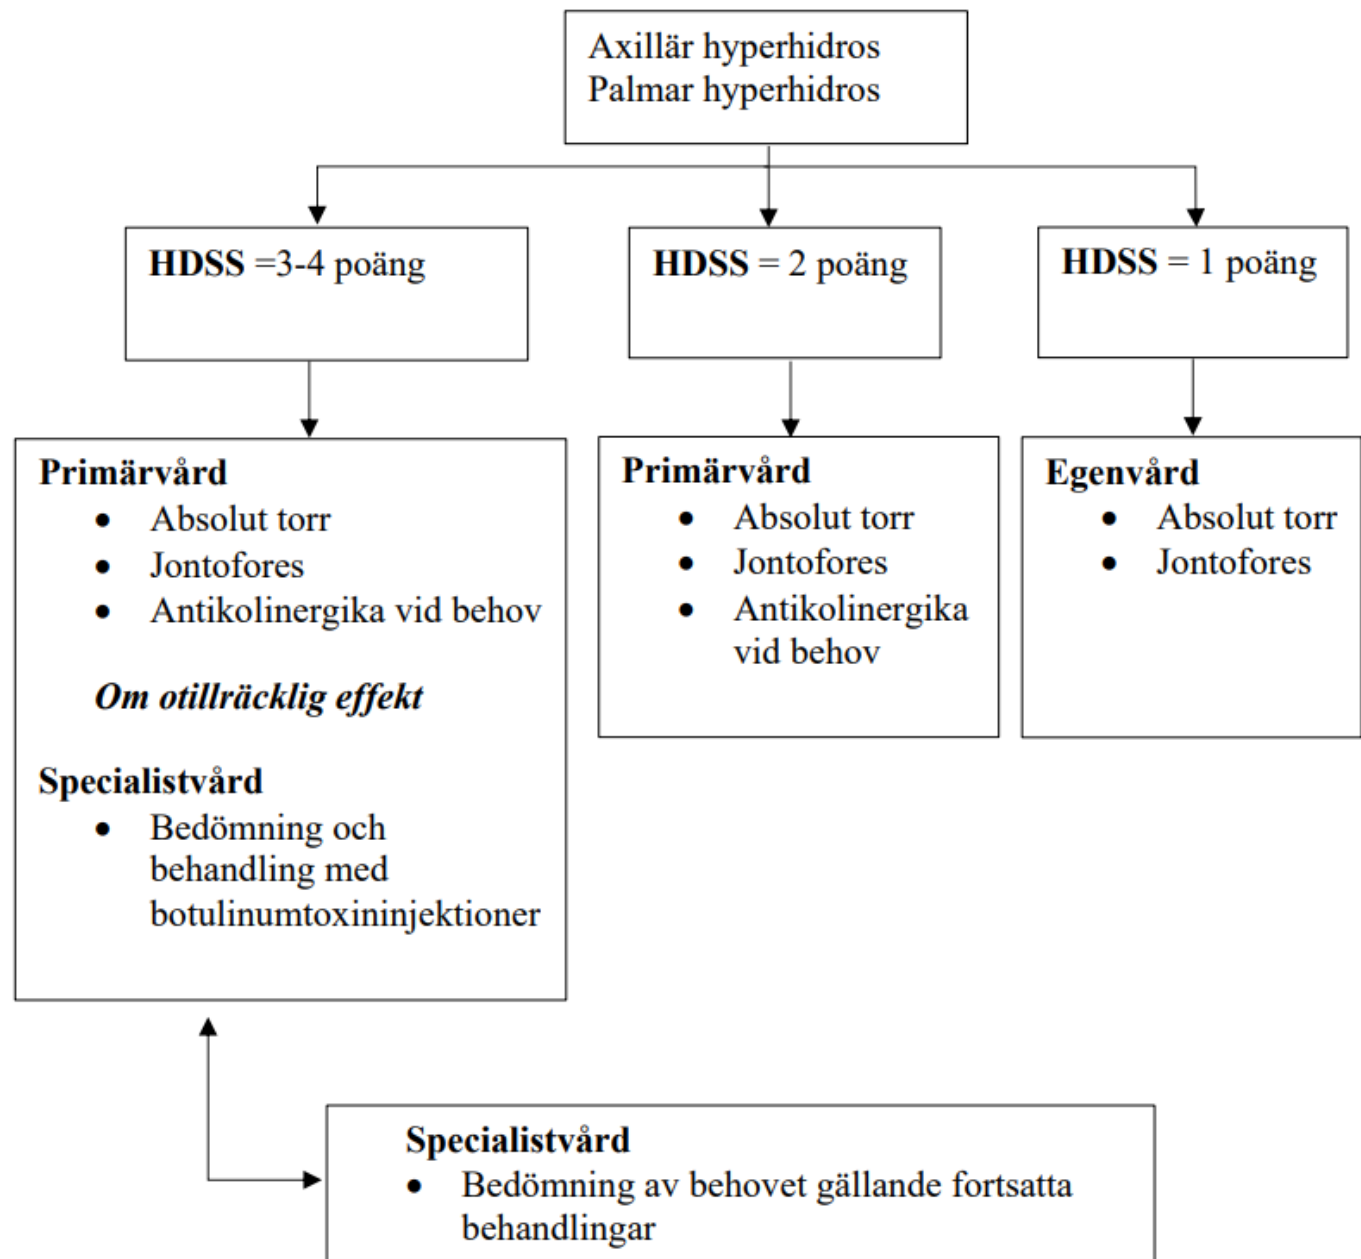 Axillär hyperhidros
Palmar hyperhidros
HDSS =3-4 poäng
HDSS = 2 poäng
HDSS = 1 poäng
Primärvård
• Absolut torr
• Jontofores
• Antikolinergika vid behov
Om otillräcklig effekt
Specialistvård
• Bedömning och
behandling med
botulinumtoxininjektioner
Primärvård
• Absolut torr
• Jontofores
• Antikolinergika
vid behov
Egenvård
• Absolut torr
• Jontofores
Specialistvård
• Bedömning av behovet gällande fortsatta
behandlingar